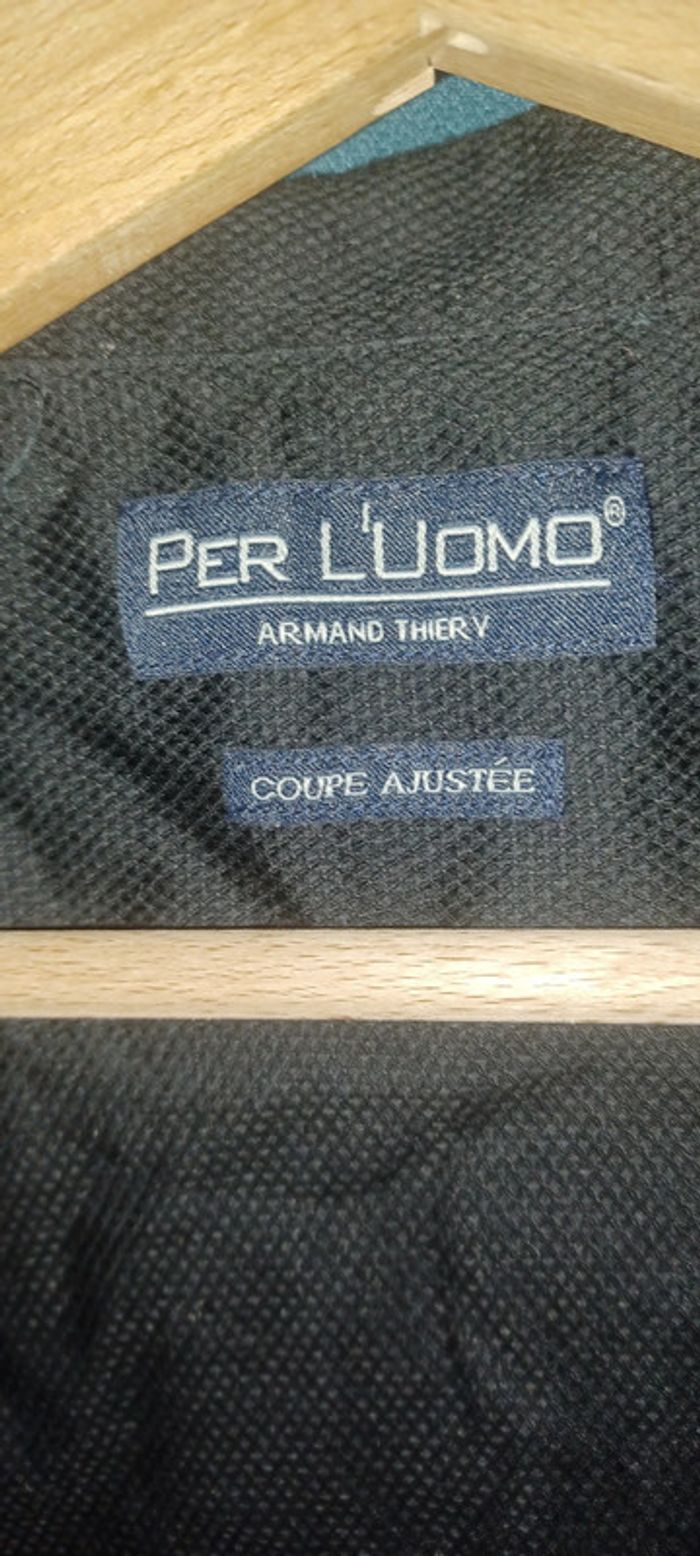 PER L'UOMO®
ARMAND THIERY
COUPE AJUSTÉE